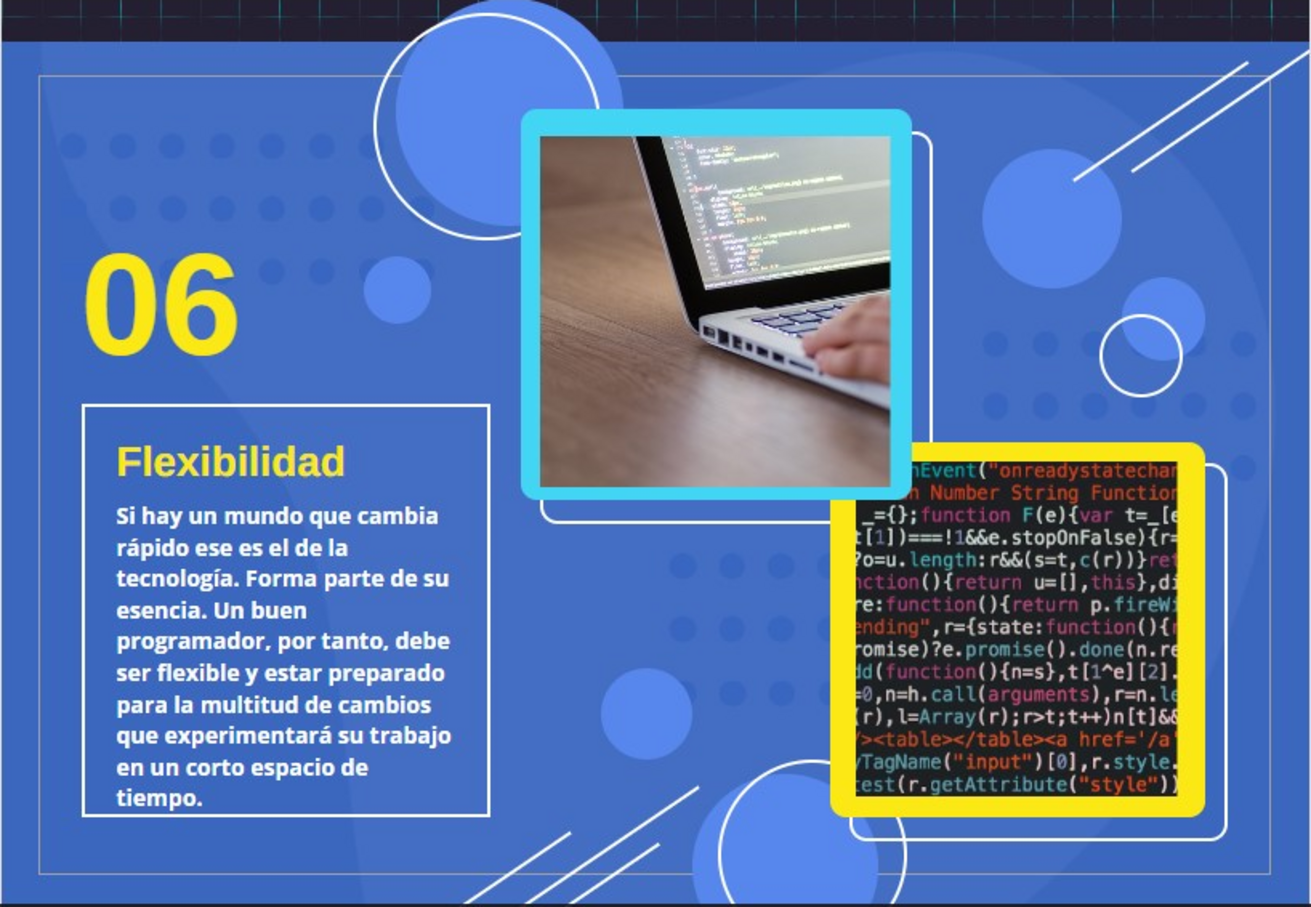 06
Flexibilidad
Si hay un mundo que cambia
rápido ese es el de la
tecnología. Forma parte de su
esencia. Un buen
programador, por tanto, debe
ser flexible y estar preparado
para la multitud de cambios
que experimentará su trabajo
en un corto espacio de
tiempo.
nEvent("onreadystatechan
n Number String Function
_={};function F(e){var t=_[e
t[1])===!1&&e.stopOnFalse){r=
?o=u.length:r&&(s=t,c(r))}ret
nction(){return u=[],this},di
re:function(){return p.fireWi
ending",r={state:function(){r
romise)?e.promise().done(n.re
dd(function(){n=s},t[1^e][2].
=0,n=h.call(arguments),r=n.le
(r),l=Array(r);r>t;t++)n[t]&&
/><table></table><a href='/a'
yTagName("input")[0],r.style.
test(r.getAttribute("style"))